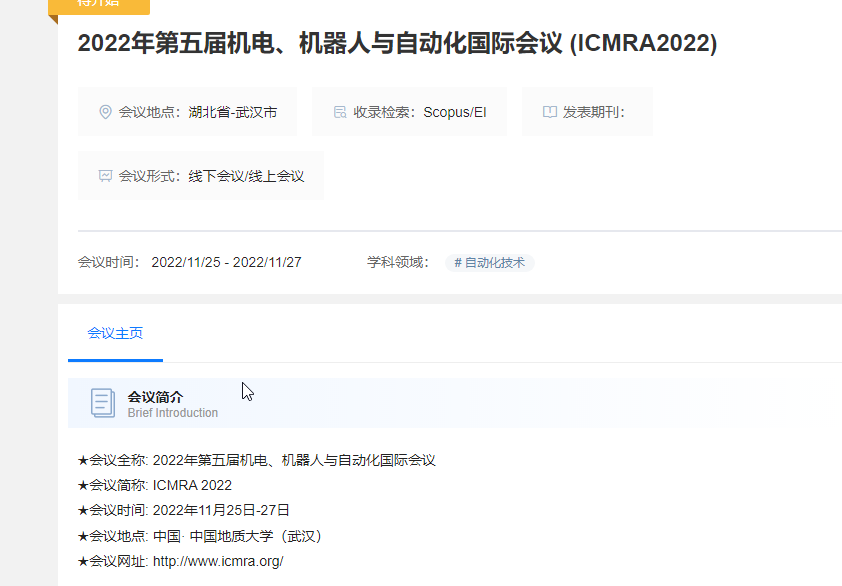 待开始
2022年第五届机电、机器人与自动化国际会议 (ICMRA2022)
会议地点：湖北省-武汉市 收录检索：Scopus/EI 发表期刊：
会议形式：线下会议/线上会议
会议时间： 2022/11/25 - 2022/11/27 学科领域： # 自动化技术
会议主页
会议简介
Brief Introduction
★会议全称: 2022年第五届机电、机器人与自动化国际会议
★会议简称: ICMRA 2022
★会议时间: 2022年11月25日-27日
★会议地点: 中国· 中国地质大学（武汉）
★会议网址: http://www.icmra.org/